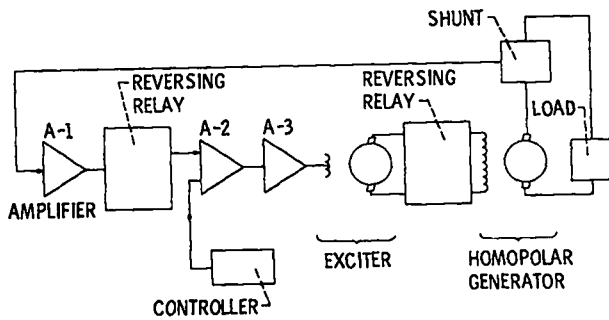 SHUNT
REVERSING
RELAY
REVERSING
RELAY
A-1
A-2
A-3
LOAD
AMPLIFIER
EXCITER
HOMOPOLAR
GENERATOR
CONTROLLER